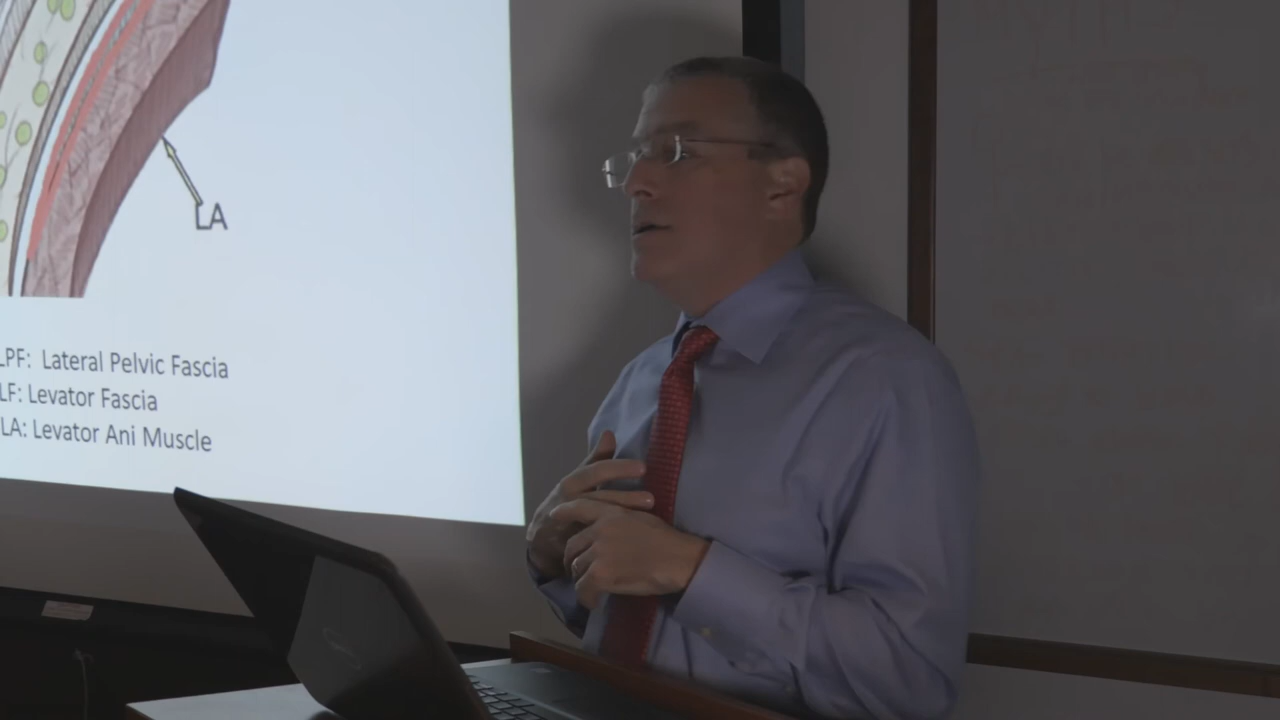 LA
LPF: Lateral Pelvic Fascia
LF: Levator Fascia
LA: Levator Ani Muscle